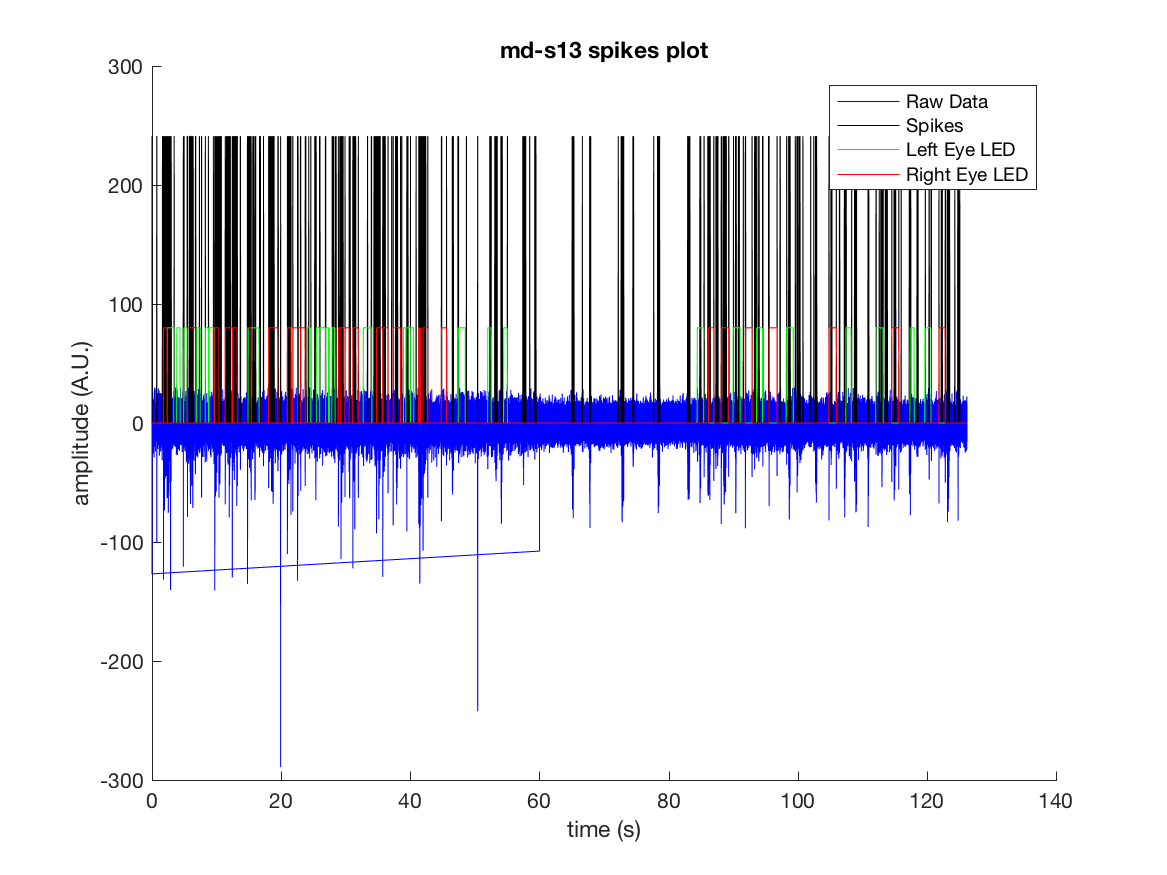 md-s13 spikes plot
300
200
100
0
-100
-200
-300
amplitude (A.U.)
Raw Data
Spikes
Left Eye LED
Right Eye LED
0 20 40 60 80 100 120 140
time (s)